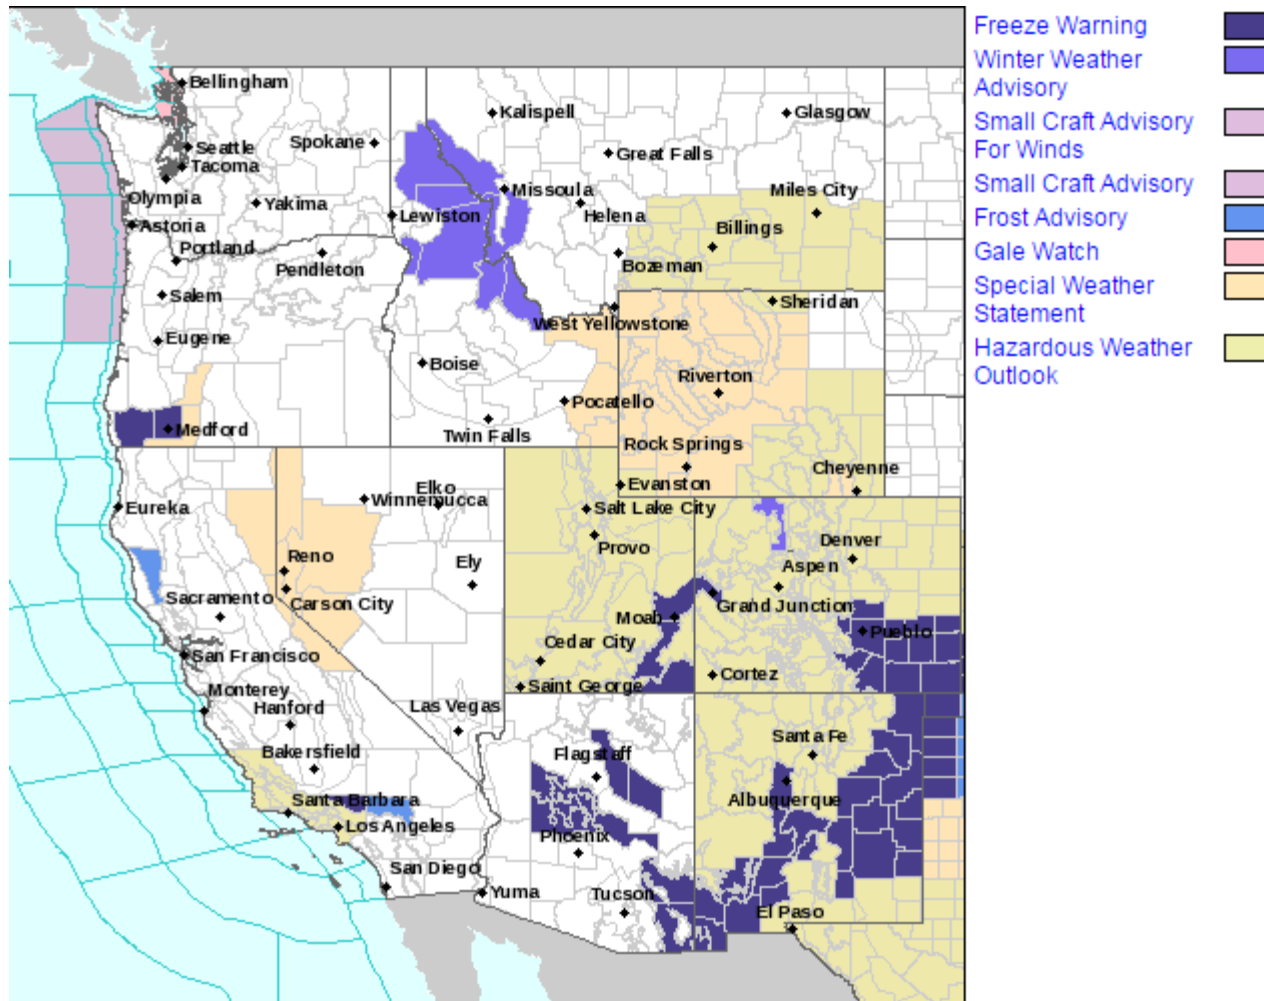 Freeze Warning
Winter Weather
Advisory
Small Craft Advisory
For Winds
Small Craft Advisory
Frost Advisory
Gale Watch
Special Weather
Statement
Hazardous Weather
Outlook
Bellingham
Kalispell
Glasgow
Seattle
Spokane
Great Falls
Tacoma
Missoula
Miles City
Olympia
Yakima
Lewiston
Helena
Astoria
Billings
Portland
Pendleton
Bozeman
Salem
Sheridan
West Yellowstone
Eugene
Boise
Riverton
Pocatello
Medford
Twin Falls
Rock Springs
Cheyenne
Evanston
Elko
Winnemucca
Eureka
Salt Lake City
Provo
Denver
Reno
Ely
Aspen
Sacramento
Carson City
Grand Junction
Moab
Pueblo
San Francisco
Cedar City
Cortez
Monterey
Saint George
Hanford
Las Vegas
Bakersfield
Flagstaff
Santa Fe
Santa Barbara
Albuquerque
Los Angeles
Phoenix
San Diego
Yuma
Tucson
El Paso